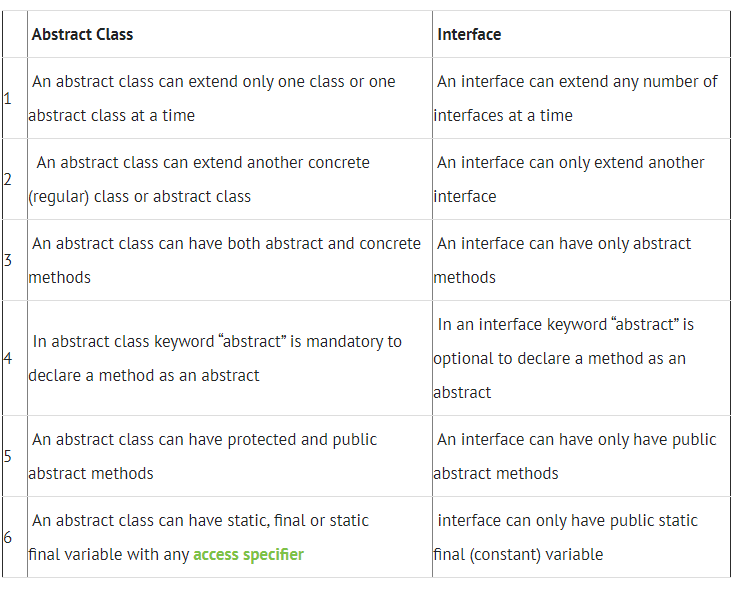 Abstract Class
Interface
1
An abstract class can extend only one class or one
abstract class at a time
An interface can extend any number of
interfaces at a time
2
An abstract class can extend another concrete
(regular) class or abstract class
An interface can only extend another
interface
3
An abstract class can have both abstract and concrete
methods
An interface can have only abstract
methods
4
In abstract class keyword “abstract” is mandatory to
declare a method as an abstract
In an interface keyword “abstract” is
optional to declare a method as an
abstract
5
An abstract class can have protected and public
abstract methods
An interface can have only have public
abstract methods
6
An abstract class can have static, final or static
final variable with any access specifier
interface can only have public static
final (constant) variable